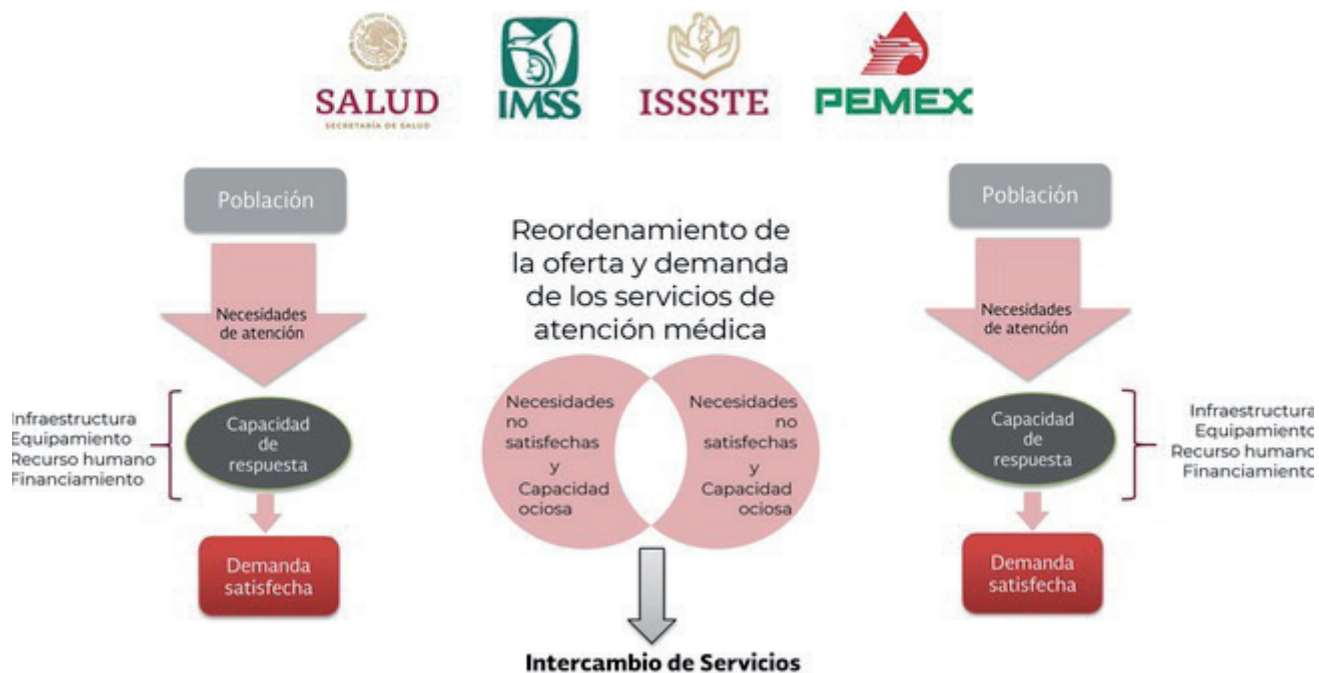 SALUD
SECRETARÍA DE SALUD
IMSS
ISSSTE
PEMEX
Población
Necesidades
de atención
Infraestructura
Equipamiento
Recurso humano
Financiamiento
Capacidad
de
respuesta
Demanda
satisfecha
Reordenamiento de
la oferta y demanda
de los servicios de
atención médica
Necesidades
no
satisfechas
y
Capacidad
ociosa
Necesidades
no
satisfechas
y
Capacidad
ociosa
Intercambio de Servicios
Población
Necesidades
de atención
Capacidad
de
respuesta
Infraestructura
Equipamiento
Recurso humano
Financiamiento
Demanda
satisfecha